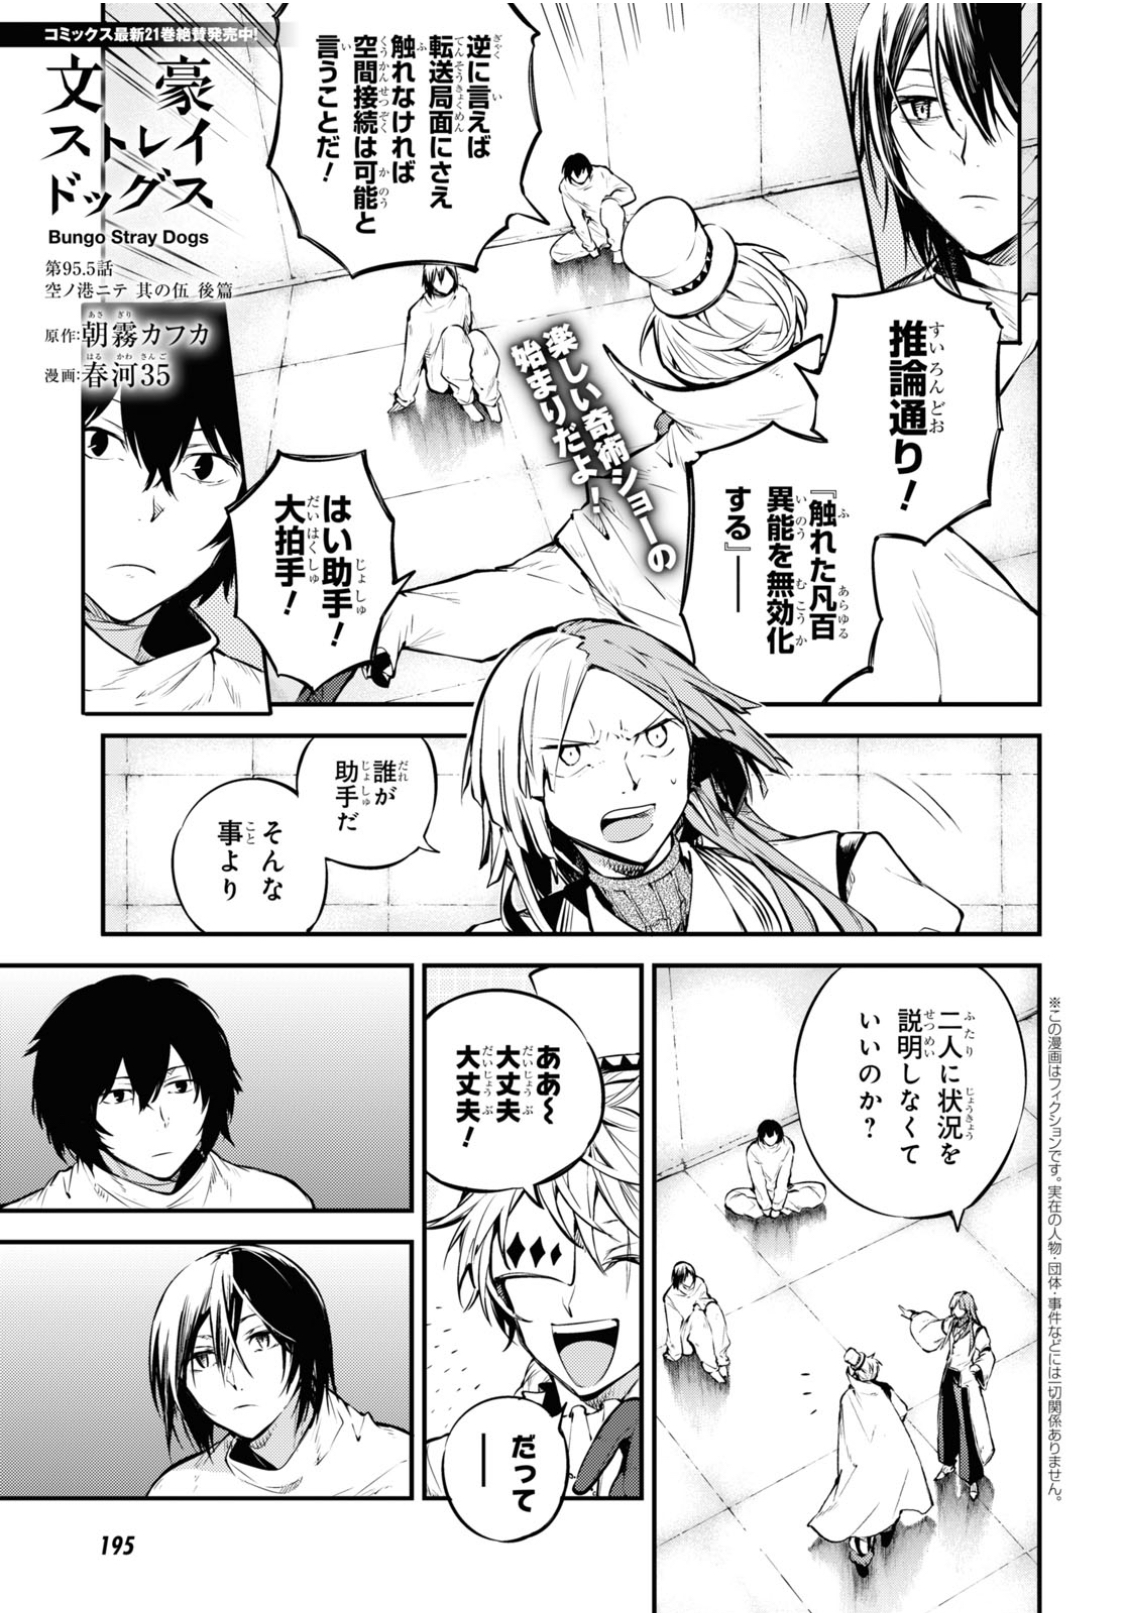 コミックス最新21巻絶賛発売中!
文豪
ストレイ
ドッグス
Bungo Stray Dogs
第95.5話
空ノ港ニテ 其の伍 後篇
原作:朝霧カフカ
漫画:春河35
推論通り!
『触れた凡百
異能を無効化
する』──
逆に言えば
転送局面にさえ
触れなければ
空間接続は可能と
言うことだ!
楽しい奇術ショーの
始まりだよ!
はい助手!
大拍手!
誰が
助手だ
そんな
事より
二人に状況を
説明しなくて
いいのか?
ああ〜
大丈夫
大丈夫!
だって
──
※この漫画はフィクションです。実在の人物・団体・事件などには一切関係ありません。
195